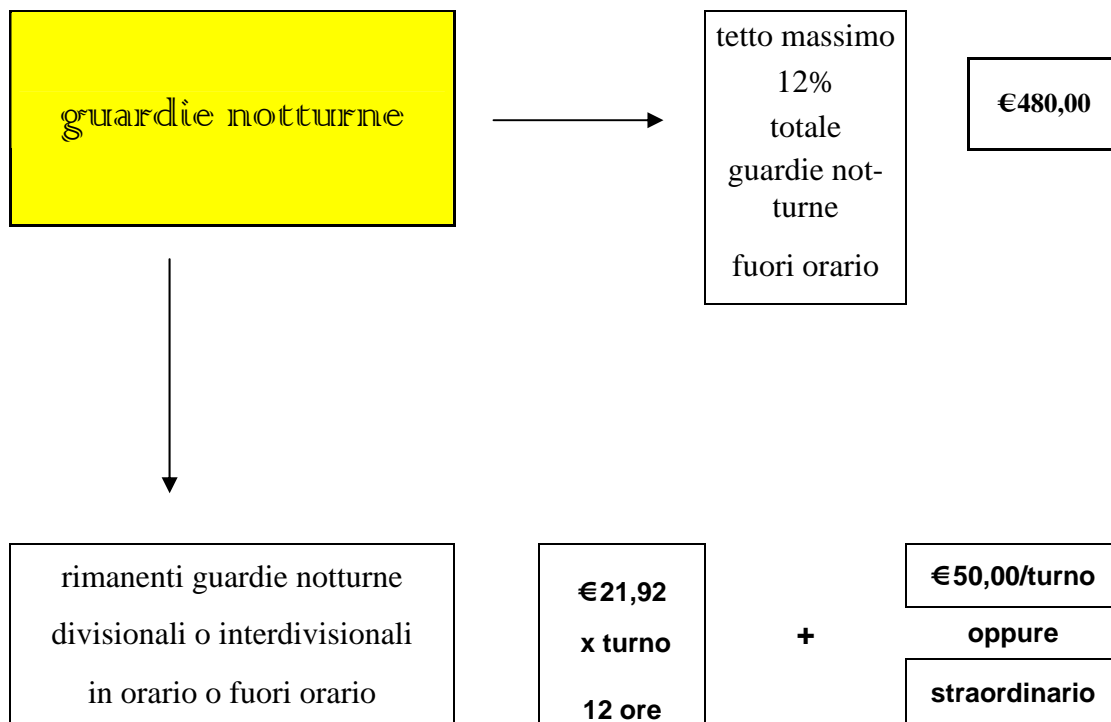 guardie notturne
tetto massimo
12%
totale
guardie not-
turne
fuori orario
€480,00
rimanenti guardie notturne
divisionali o interdivisionali
in orario o fuori orario
€21,92
x turno
12 ore
+
€50,00/turno
oppure
straordinario